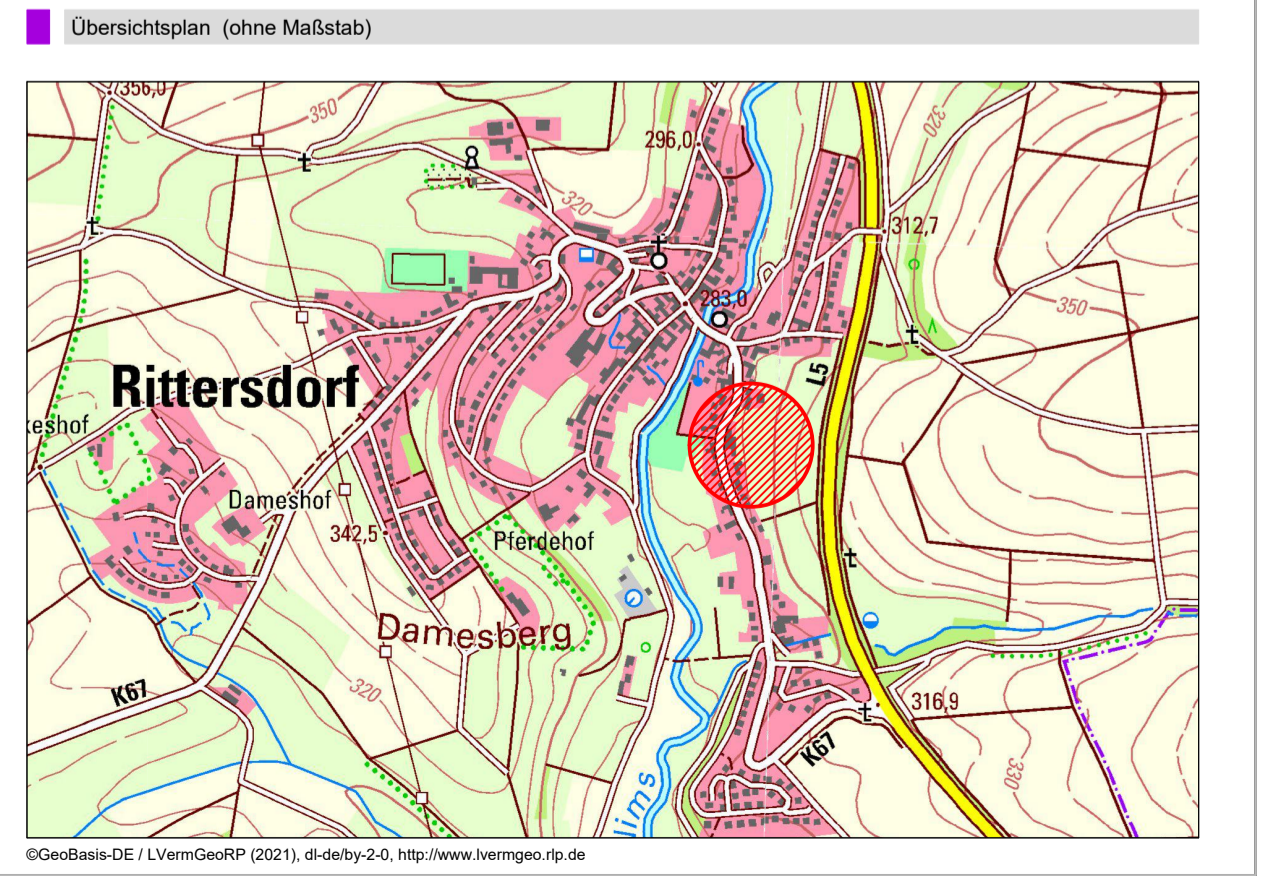 Übersichtsplan (ohne Maßstab)
356,0
350
296,0
320
320
312,7
283,0
350
Rittersdorf
L5
keshof
Dameshof
342,5
Pferdehof
Damesberg
K67
320
316,9
K67
330
lims
©GeoBasis-DE / LVermGeoRP (2021), dl-de/by-2-0, http://www.lvermgeo.rlp.de